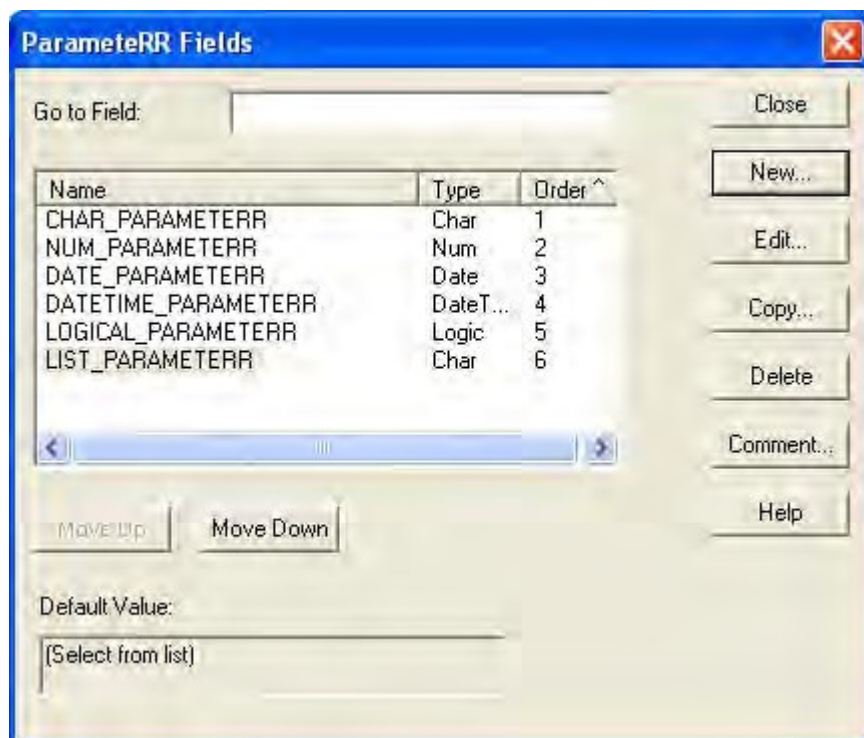 ParameteRR Fields
Go to Field:
Close
New...
Edit...
Copy...
Delete
Comment...
Help
Name Type Order ^
CHAR_PARAMETERR Char 1
NUM_PARAMETERR Num 2
DATE_PARAMETERR Date 3
DATETIME_PARAMETERR DateT... 4
LOGICAL_PARAMETERR Logic 5
LIST_PARAMETERR Char 6
Move Up Move Down
Default Value:
(Select from list)